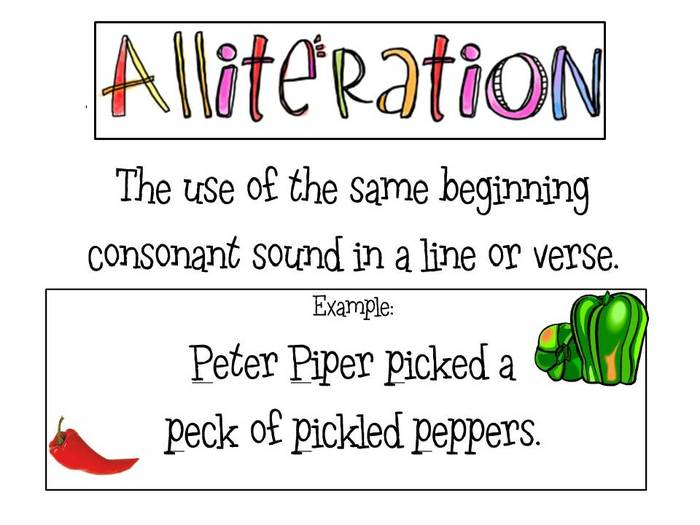 Alliteration
The use of the same beginning
consonant sound in a line or verse.
Example:
Peter Piper picked a
peck of pickled peppers.